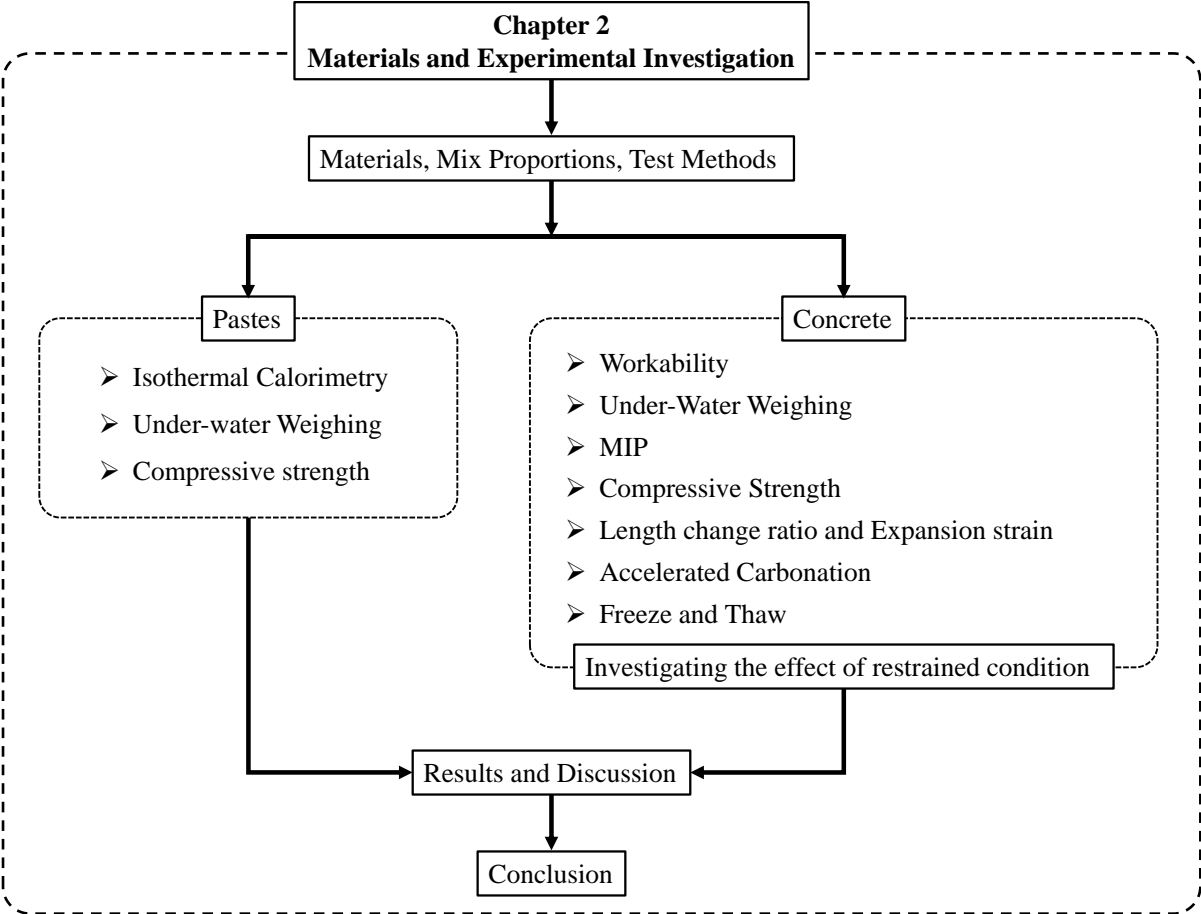 Chapter 2
Materials and Experimental Investigation
Materials, Mix Proportions, Test Methods
Pastes
Isothermal Calorimetry
Under-water Weighing
Compressive strength
Concrete
Workability
Under-Water Weighing
MIP
Compressive Strength
Length change ratio and Expansion strain
Accelerated Carbonation
Freeze and Thaw
Investigating the effect of restrained condition
Results and Discussion
Conclusion